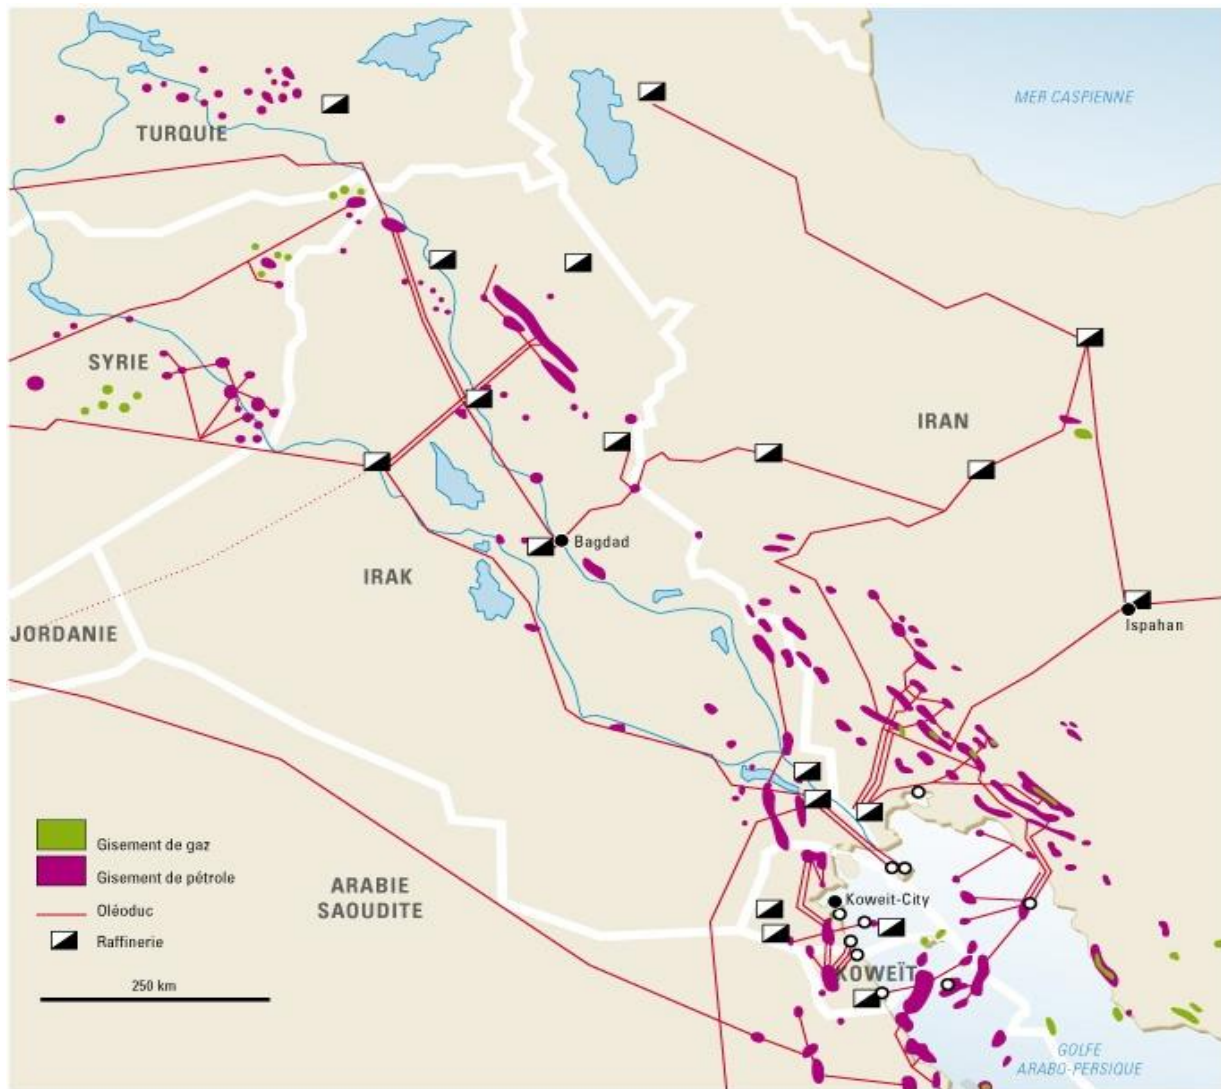 MER CASPIENNE
TURQUIE
SYRIE
IRAN
Bagdad
IRAK
Ispahan
JORDANIE
Gisement de gaz
Gisement de pétrole
Oléoduc
Raffinerie
250 km
ARABIE
SAOUDITE
Koweit-City
KOWEÏT
GOLFE
ARABO-PERSIQUE